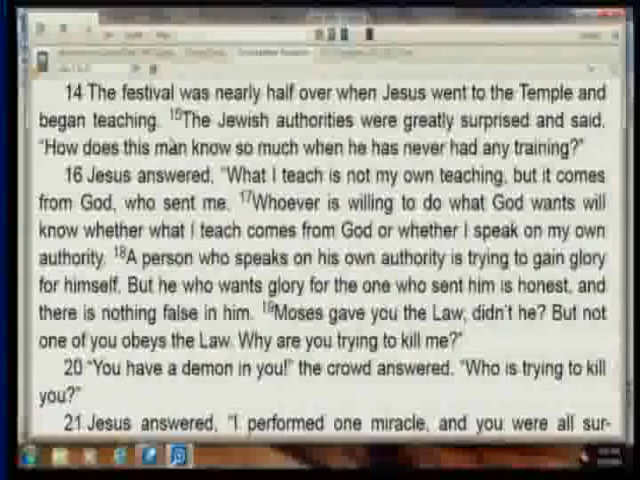 14 The festival was nearly half over when Jesus went to the Temple and
began teaching. 15The Jewish authorities were greatly surprised and said,
“How does this man know so much when he has never had any training?”
16 Jesus answered, “What I teach is not my own teaching, but it comes
from God, who sent me. 17Whoever is willing to do what God wants will
know whether what I teach comes from God or whether I speak on my own
authority. 18A person who speaks on his own authority is trying to gain glory
for himself. But he who wants glory for the one who sent him is honest, and
there is nothing false in him. 19Moses gave you the Law, didn't he? But not
one of you obeys the Law. Why are you trying to kill me?”
20 “You have a demon in you!” the crowd answered. “Who is trying to kill
you?”
21 Jesus answered, “I performed one miracle, and you were all sur-